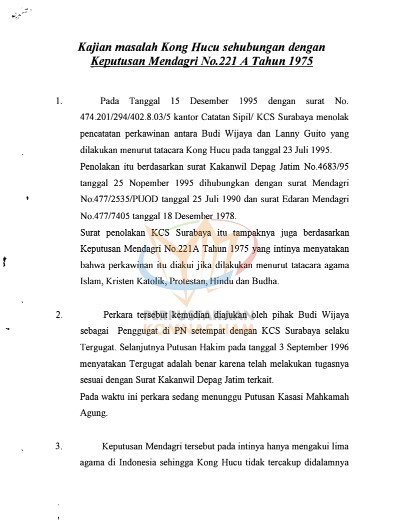 Kajian masalah Kong Hucu sehubungan dengan
Keputusan Mendagri No.221 A Tahun 1975
1. Pada Tanggal 15 Desember 1995 dengan surat No.
474.201/294/402.8.03/5 kantor Catatan Sipil/ KCS Surabaya menolak
pencatatan perkawinan antara Budi Wijaya dan Lanny Guito yang
dilakukan menurut tatacara Kong Hucu pada tanggal 23 Juli 1995.
Penolakan itu berdasarkan surat Kakanwil Depag Jatim No.4683/95
tanggal 25 Nopember 1995 dihubungkan dengan surat Mendagri
No.477/2535/PUOD tanggal 25 Juli 1990 dan surat Edaran Mendagri
No.477/7405 tanggal 18 Desember 1978.
Surat penolakan KCS Surabaya itu tampaknya juga berdasarkan
Keputusan Mendagri No.221A Tahun 1975 yang intinya menyatakan
bahwa perkawinan itu diakui jika dilakukan menurut tatacara agama
Islam, Kristen Katolik, Protestan, Hindu dan Budha.
2. Perkara tersebut kemudian diajukan oleh pihak Budi Wijaya
sebagai Penggugat di PN setempat dengan KCS Surabaya selaku
Tergugat. Selanjutnya Putusan Hakim pada tanggal 3 September 1996
menyatakan Tergugat adalah benar karena telah melakukan tugasnya
sesuai dengan Surat Kakanwil Depag Jatim terkait.
Pada waktu ini perkara sedang menunggu Putusan Kasasi Mahkamah
Agung.
3. Keputusan Mendagri tersebut pada intinya hanya mengakui lima
agama di Indonesia sehingga Kong Hucu tidak tercakup didalamnya